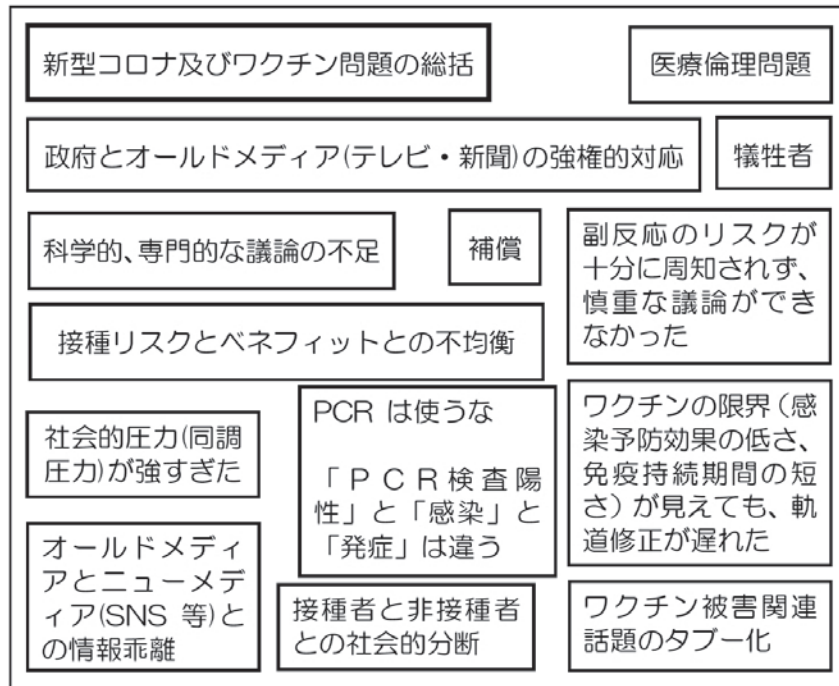 新型コロナ及びワクチン問題の総括
医療倫理問題
政府とオールドメディア(テレビ・新聞)の強権的対応
犠牲者
科学的、専門的な議論の不足
補償
副反応のリスクが
十分に周知されず、
慎重な議論ができ
なかった
接種リスクとベネフィットとの不均衡
社会的圧力(同調
圧力)が強すぎた
PCR は使うな
「ＰＣＲ検査陽
性」と「感染」と
「発症」は違う
ワクチンの限界（感
染予防効果の低さ、
免疫持続期間の短
さ）が見えても、軌
道修正が遅れた
オールドメディ
アとニューメデ
ィア(SNS 等)と
の情報乖離
接種者と非接種者
との社会的分断
ワクチン被害関連
話題のタブー化